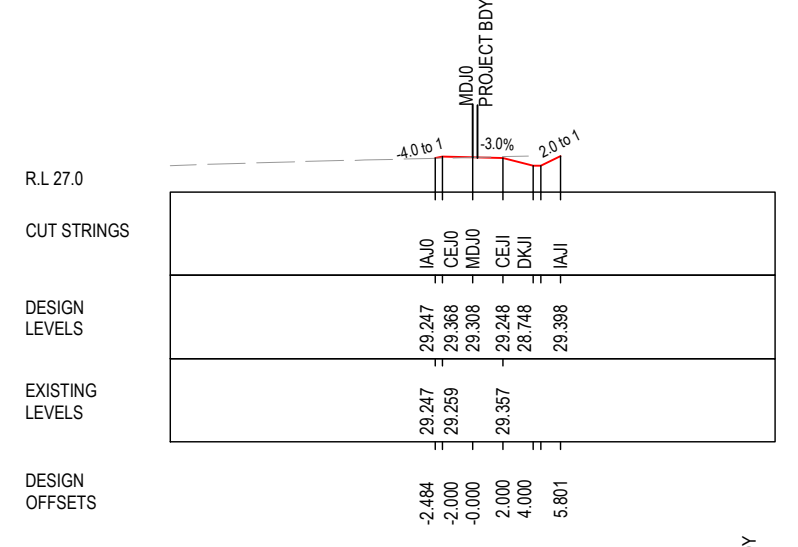 MDJ0
PROJECT BDY
-4.0 to 1
-3.0%
2.0 to 1
R.L 27.0
CUT STRINGS
IAJ0
CEJ0
MDJ0
CEJI
DKJI
IAJI
DESIGN
LEVELS
29.247
29.368
29.308
29.248
28.748
29.398
EXISTING
LEVELS
29.247
29.259
29.357
DESIGN
OFFSETS
-2.484
-2.000
-0.000
2.000
4.000
5.801